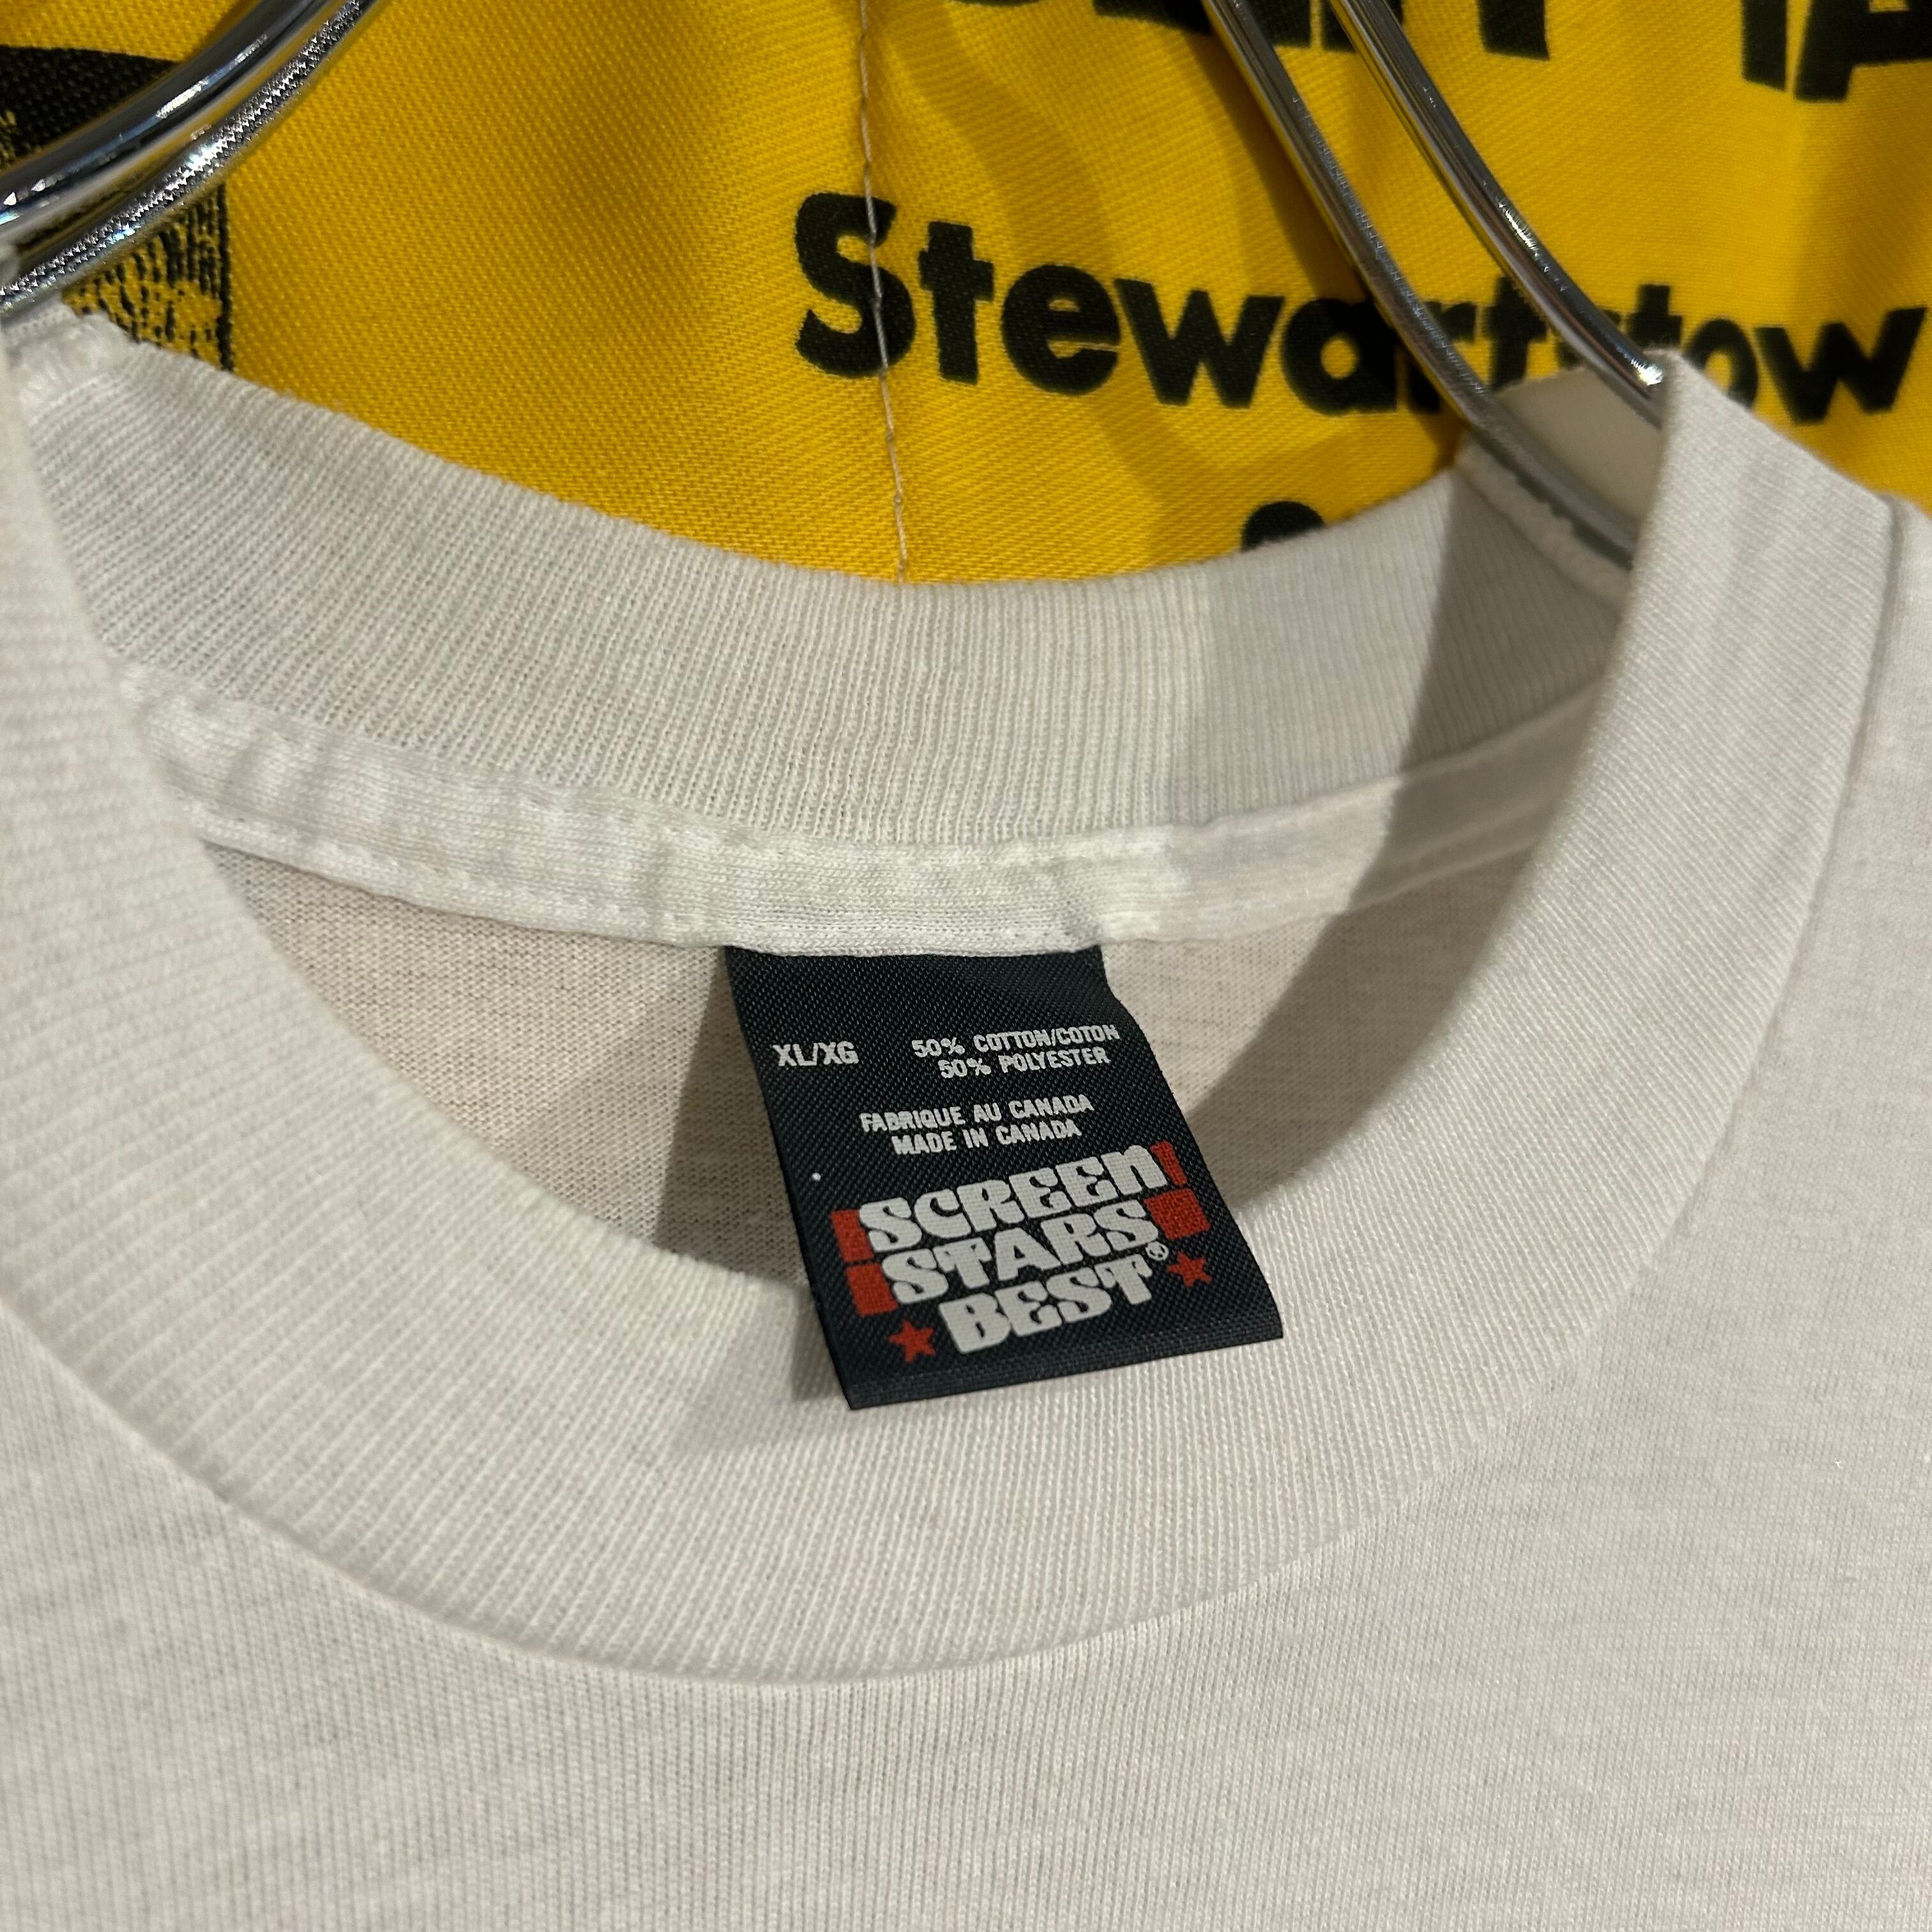 Stewartstow
XL/XG 50% COTTON/COTON
50% POLYESTER
FABRIQUE AU CANADA
MADE IN CANADA
SCREEN
STARS
BEST®